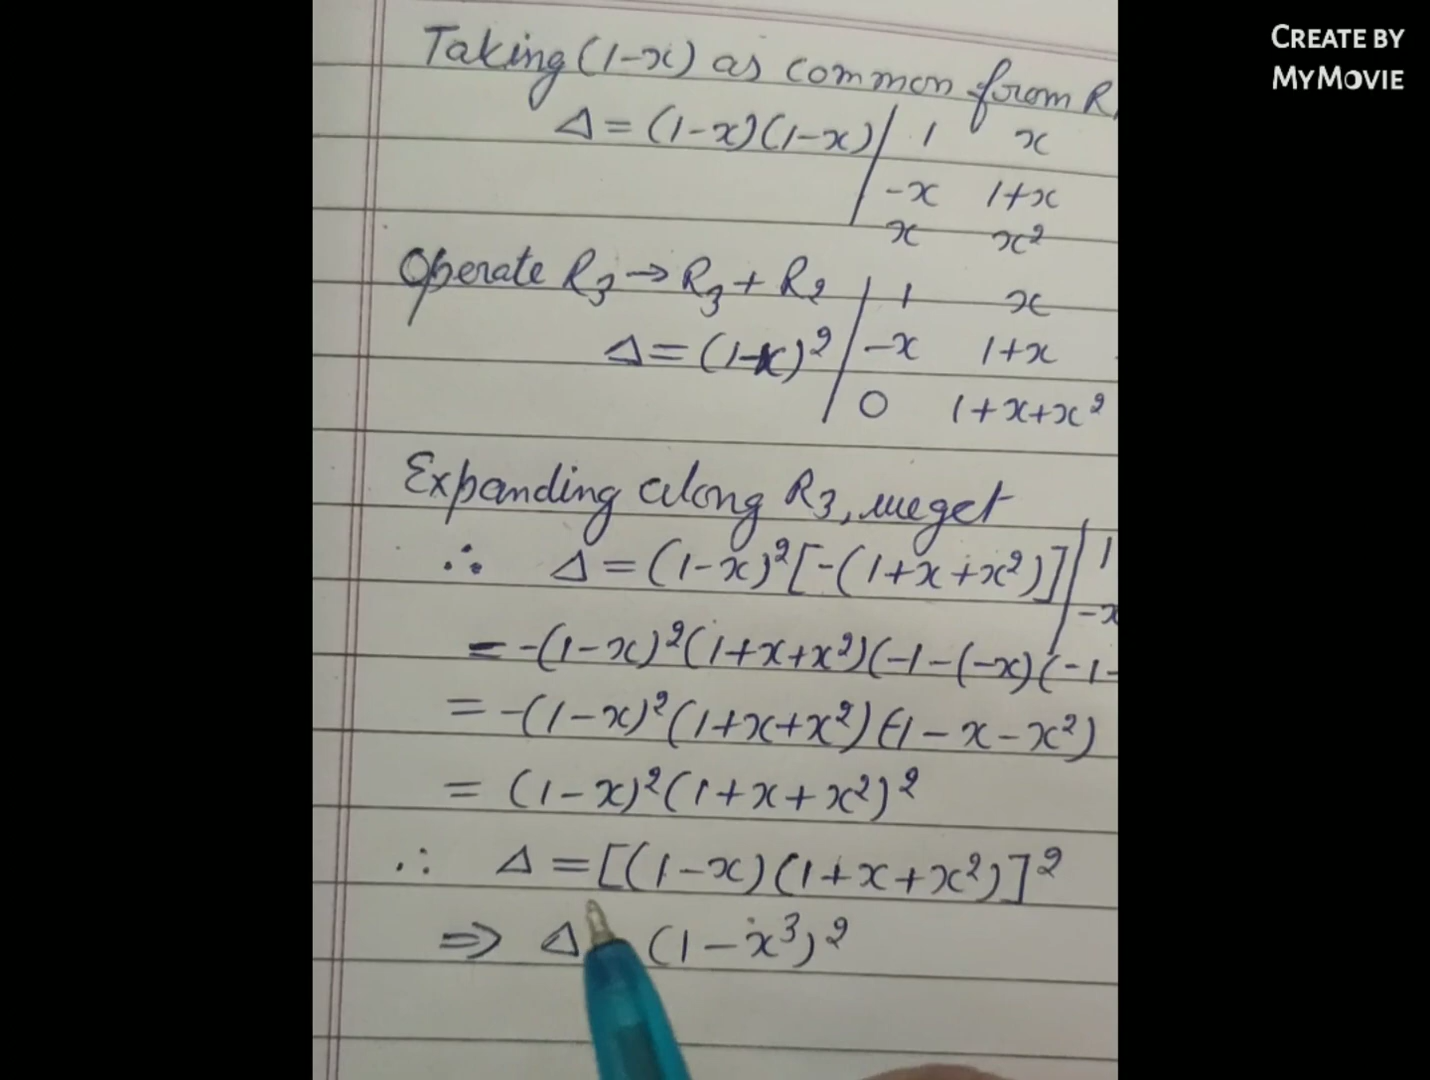 CREATE BY
MYMOVIE
Taking (1-x) as common from R
Δ = (1-x)(1-x) | 1 x
-x 1+x
x x²
Operate R₃ → R₃ + R₂
| 1 x
Δ = (1-x)² | -x 1+x
0 1+x+x²
Expanding along R₃, we get
∴ Δ = (1-x)² [-(1+x+x²)] | 1
-x
= -(1-x)² (1+x+x²)(-1-(-x)(-1-
= -(1-x)² (1+x+x²)(-1-x-x²)
= (1-x)² (1+x+x²)²
∴ Δ = [(1-x)(1+x+x²)]²
⇒ Δ (1-x³)²